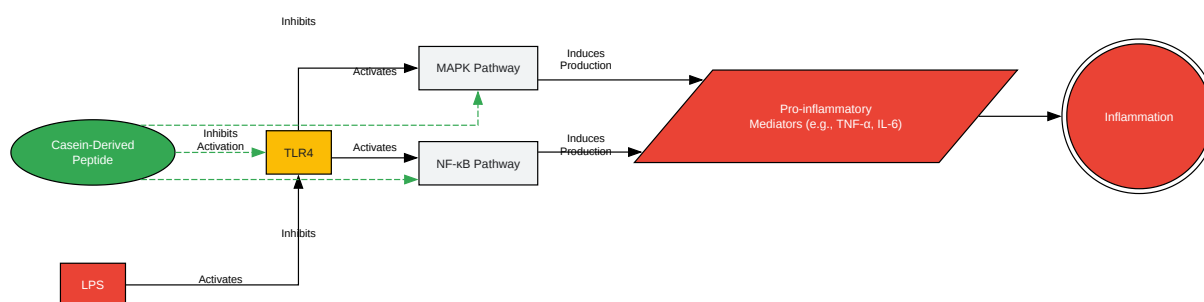 Inhibits
MAPK Pathway
Activates
Induces
Production
Pro-inflammatory
Mediators (e.g., TNF-α, IL-6)
Inflammation
Casein-Derived
Peptide
Inhibits
Activation
TLR4
Activates
NF-κB Pathway
Induces
Production
Inhibits
LPS
Activates